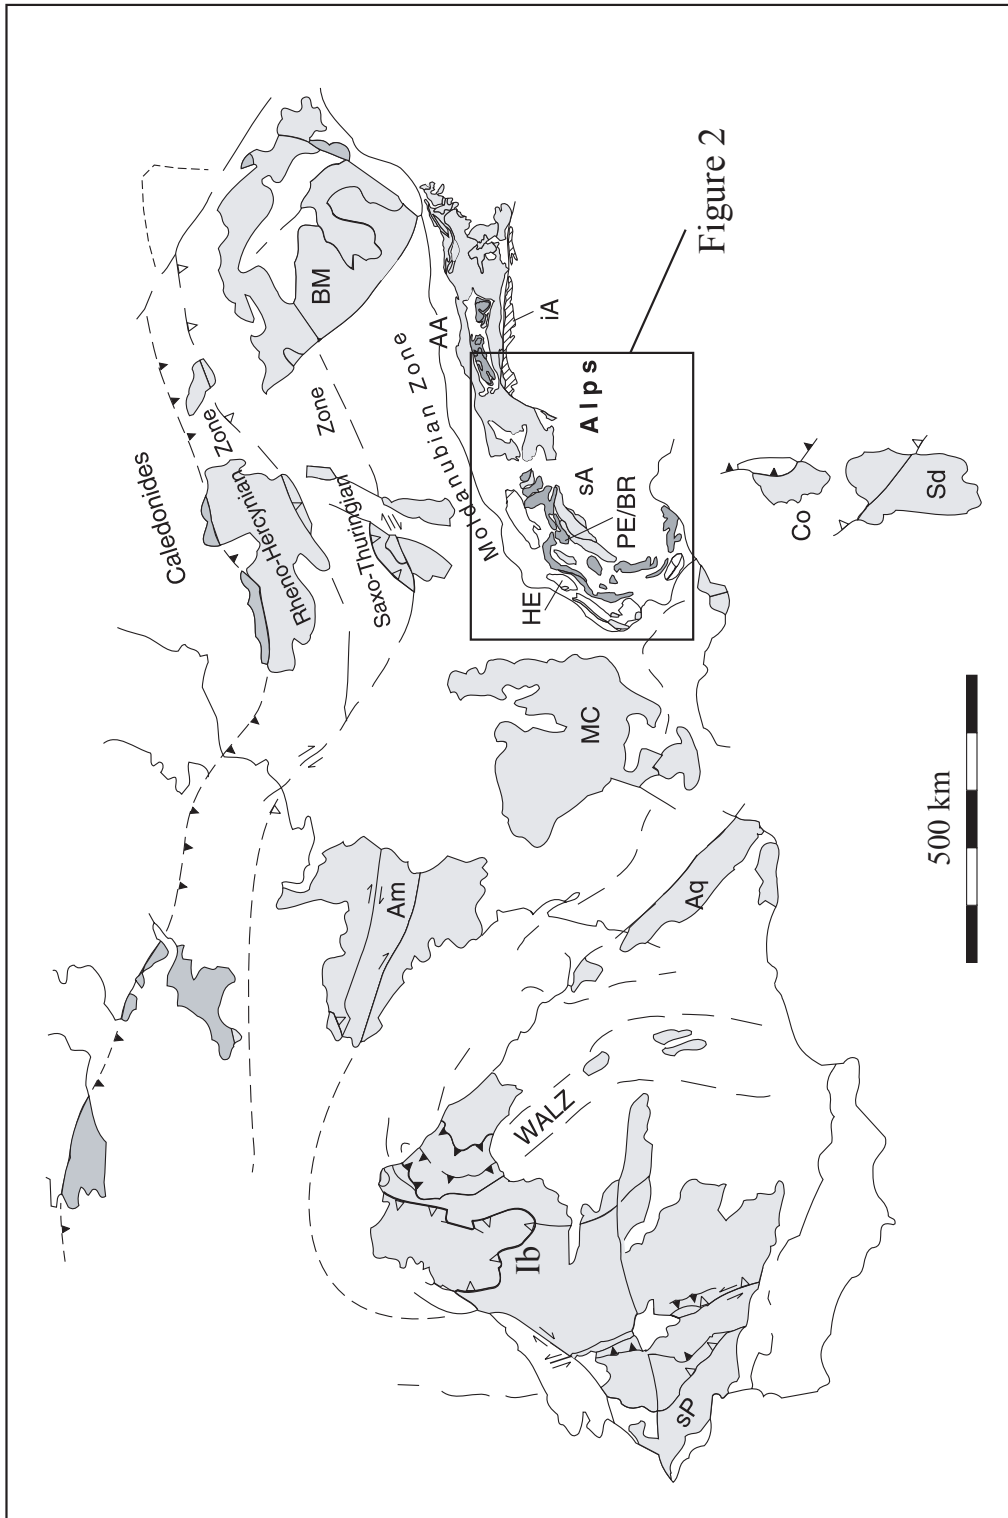 Caledonides
Rheno-Hercynian Zone
Saxo-Thuringian Zone
Moldanubian Zone
BM
AA
iA
Alps
sA
PE/BR
HE
Figure 2
Co
Sd
MC
Am
Aq
WALZ
Ib
sP
500 km